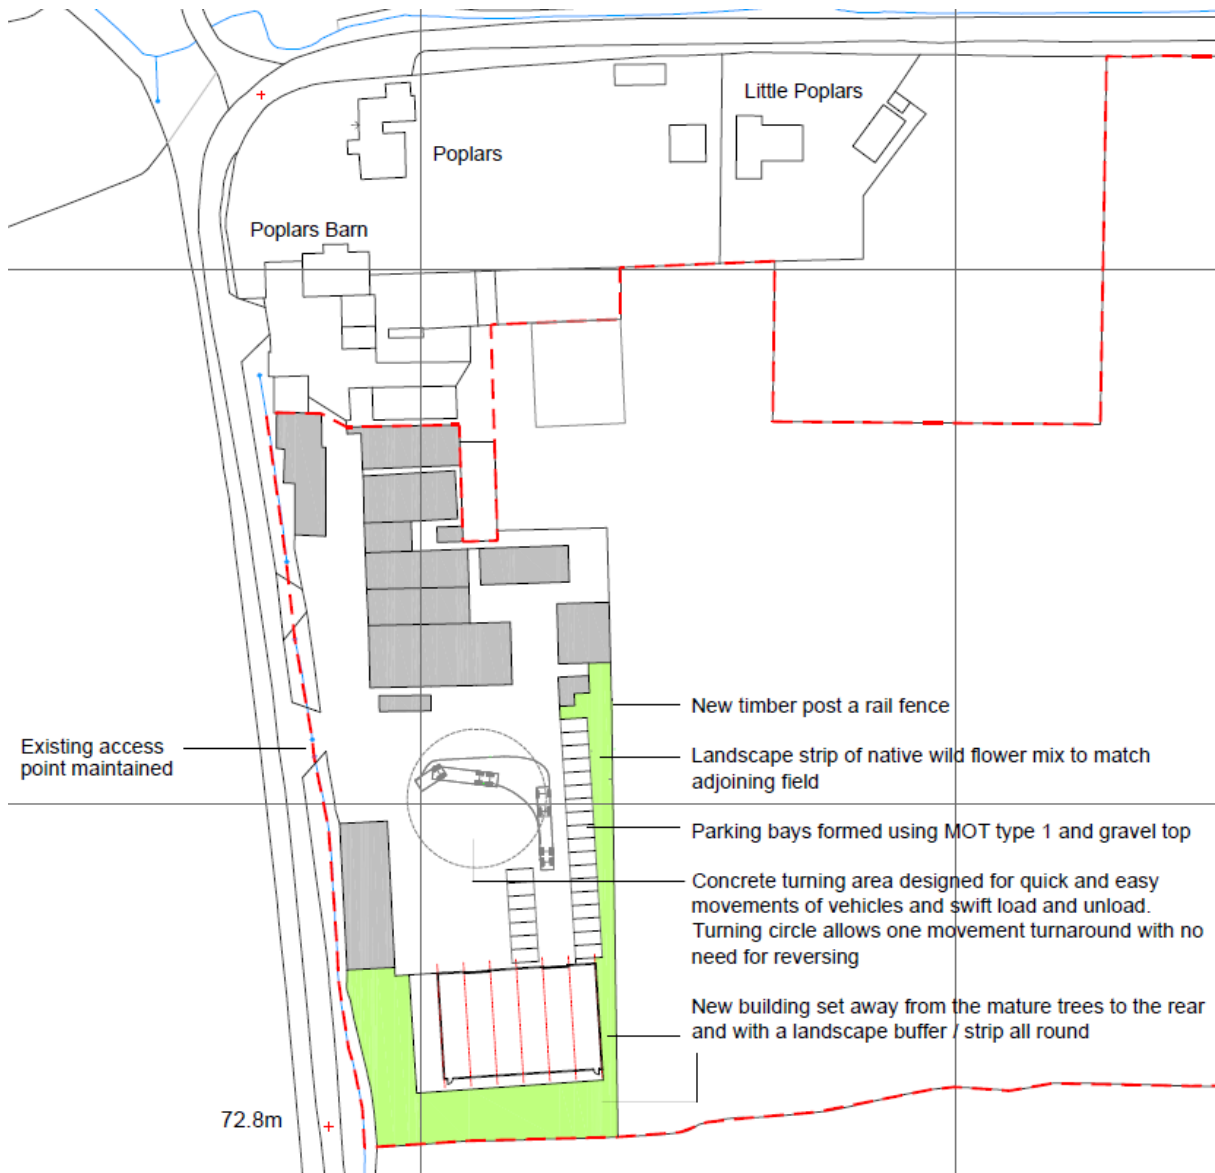 Little Poplars
Poplars
Poplars Barn
New timber post a rail fence
Existing access
point maintained
Landscape strip of native wild flower mix to match
adjoining field
Parking bays formed using MOT type 1 and gravel top
Concrete turning area designed for quick and easy
movements of vehicles and swift load and unload.
Turning circle allows one movement turnaround with no
need for reversing
New building set away from the mature trees to the rear
and with a landscape buffer / strip all round
72.8m